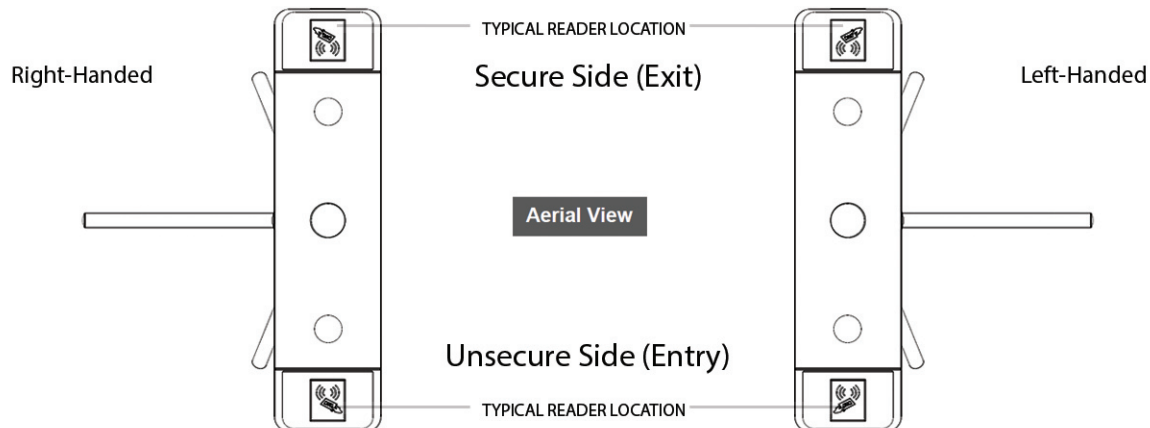 TYPICAL READER LOCATION
Right-Handed
Secure Side (Exit)
Left-Handed
Aerial View
Unsecure Side (Entry)
TYPICAL READER LOCATION